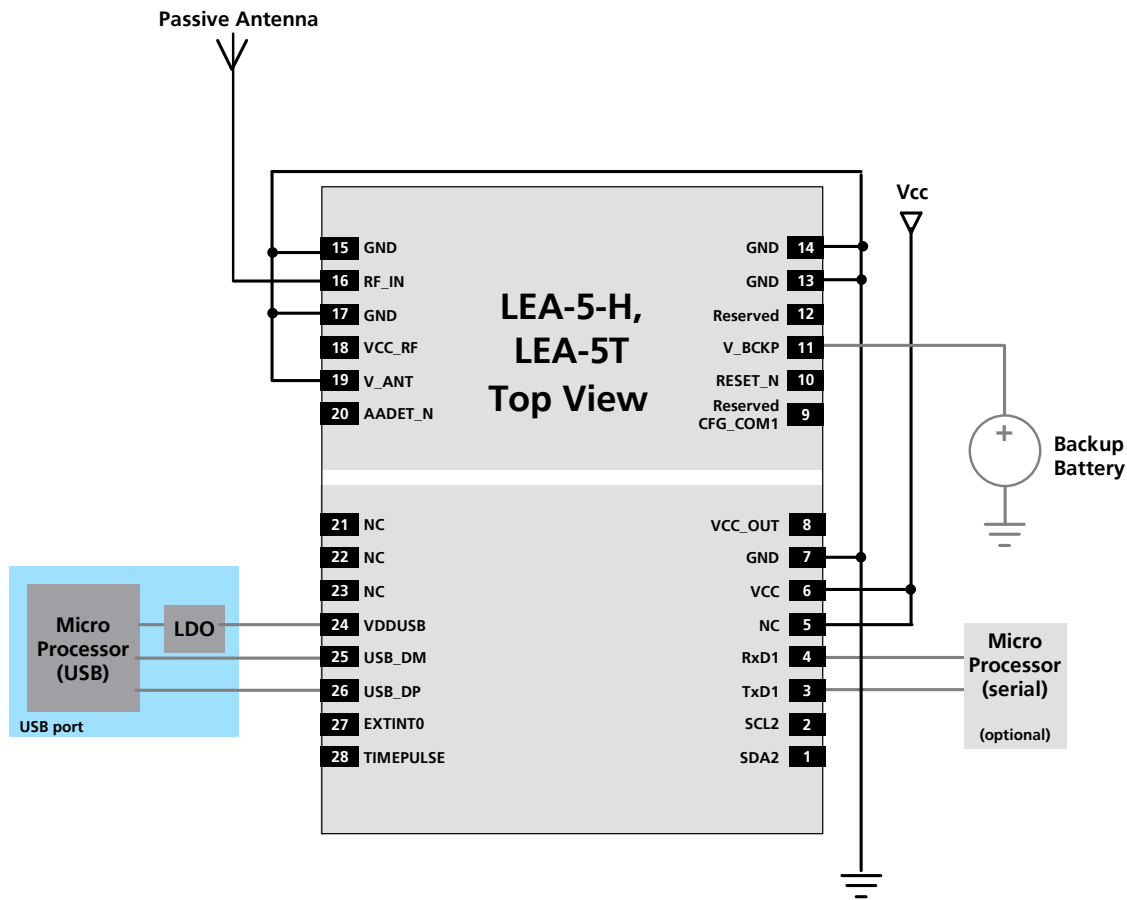 Passive Antenna
Vcc
LEA-5-H,
LEA-5T
Top View
15 GND
16 RF_IN
17 GND
18 VCC_RF
19 V_ANT
20 AADET_N
GND 14
GND 13
Reserved 12
V_BCKP 11
RESET_N 10
Reserved
CFG_COM1 9
+
Backup
Battery
21 NC
22 NC
23 NC
24 VDDUSB
25 USB_DM
26 USB_DP
27 EXTINT0
28 TIMEPULSE
VCC_OUT 8
GND 7
VCC 6
NC 5
RxD1 4
TxD1 3
SCL2 2
SDA2 1
Micro
Processor
(USB)
LDO
USB port
Micro
Processor
(serial)
(optional)